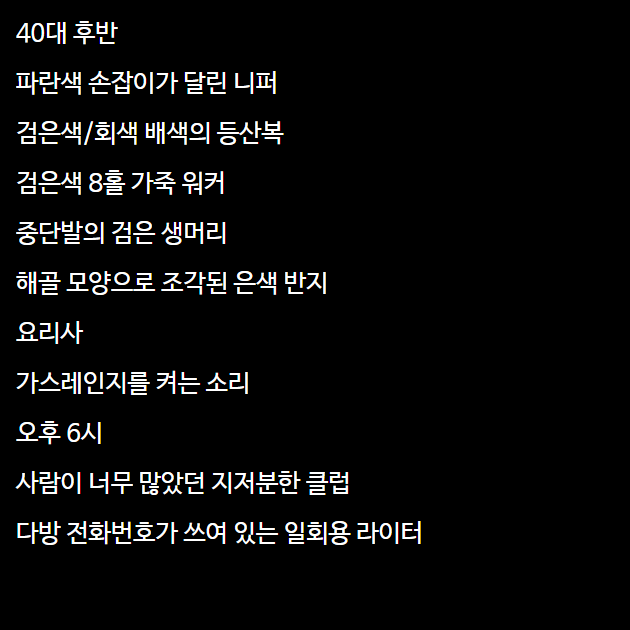 40대 후반
파란색 손잡이가 달린 니퍼
검은색/회색 배색의 등산복
검은색 8홀 가죽 워커
중단발의 검은 생머리
해골 모양으로 조각된 은색 반지
요리사
가스레인지를 켜는 소리
오후 6시
사람이 너무 많았던 지저분한 클럽
다방 전화번호가 쓰여 있는 일회용 라이터